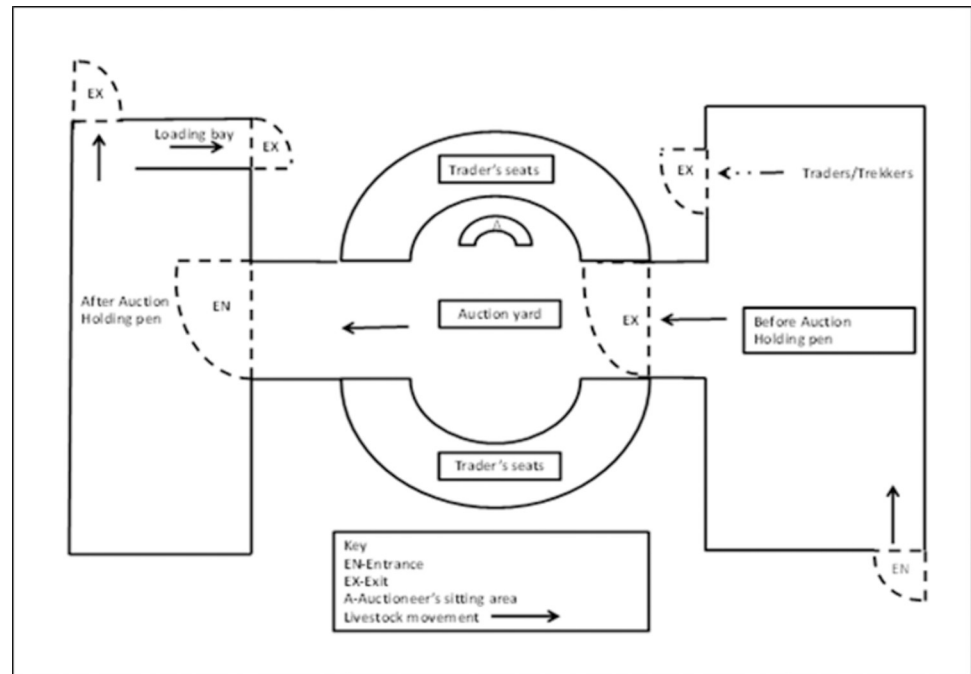 EX
Loading bay
EX
Trader's seats
A
EX
Traders/Trekkers
After Auction
Holding pen
EN
Auction yard
EX
Before Auction
Holding pen
Trader's seats
Key
EN-Entrance
EX-Exit
A-Auctioneer's sitting area
Livestock movement
EN